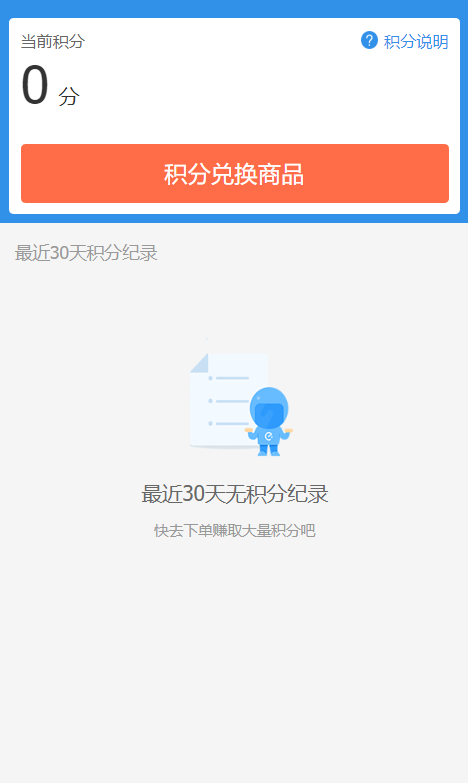 当前积分
? 积分说明
0 分
积分兑换商品
最近30天积分纪录
最近30天无积分纪录
快去下单赚取大量积分吧